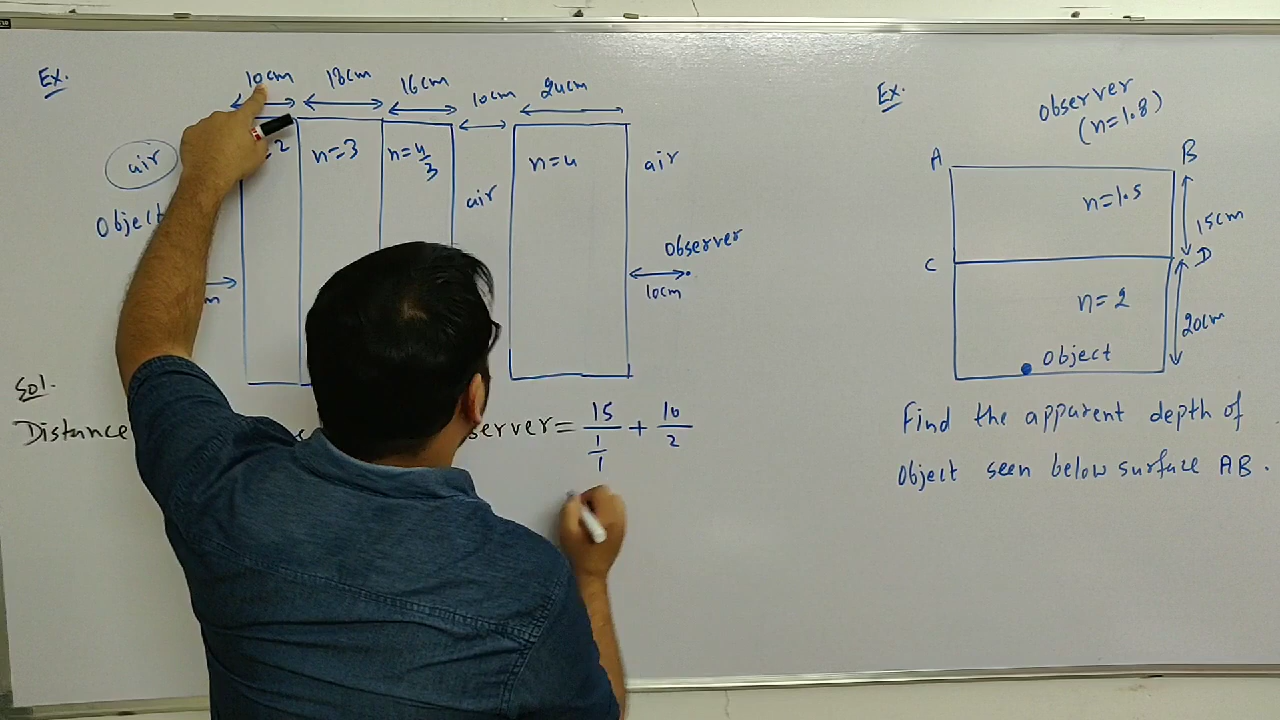 Ex.
10cm 18cm 16cm 10cm 24cm
air n=3 n=4/3 air n=4 air
Object
observer
10cm
Sol.
Distance = 15/(1/1) + 10/2
Ex.
observer
(n=1.8)
A B
n=1.5
15cm
C D
n=2
20cm
object
Find the apparent depth of
object seen below surface AB.